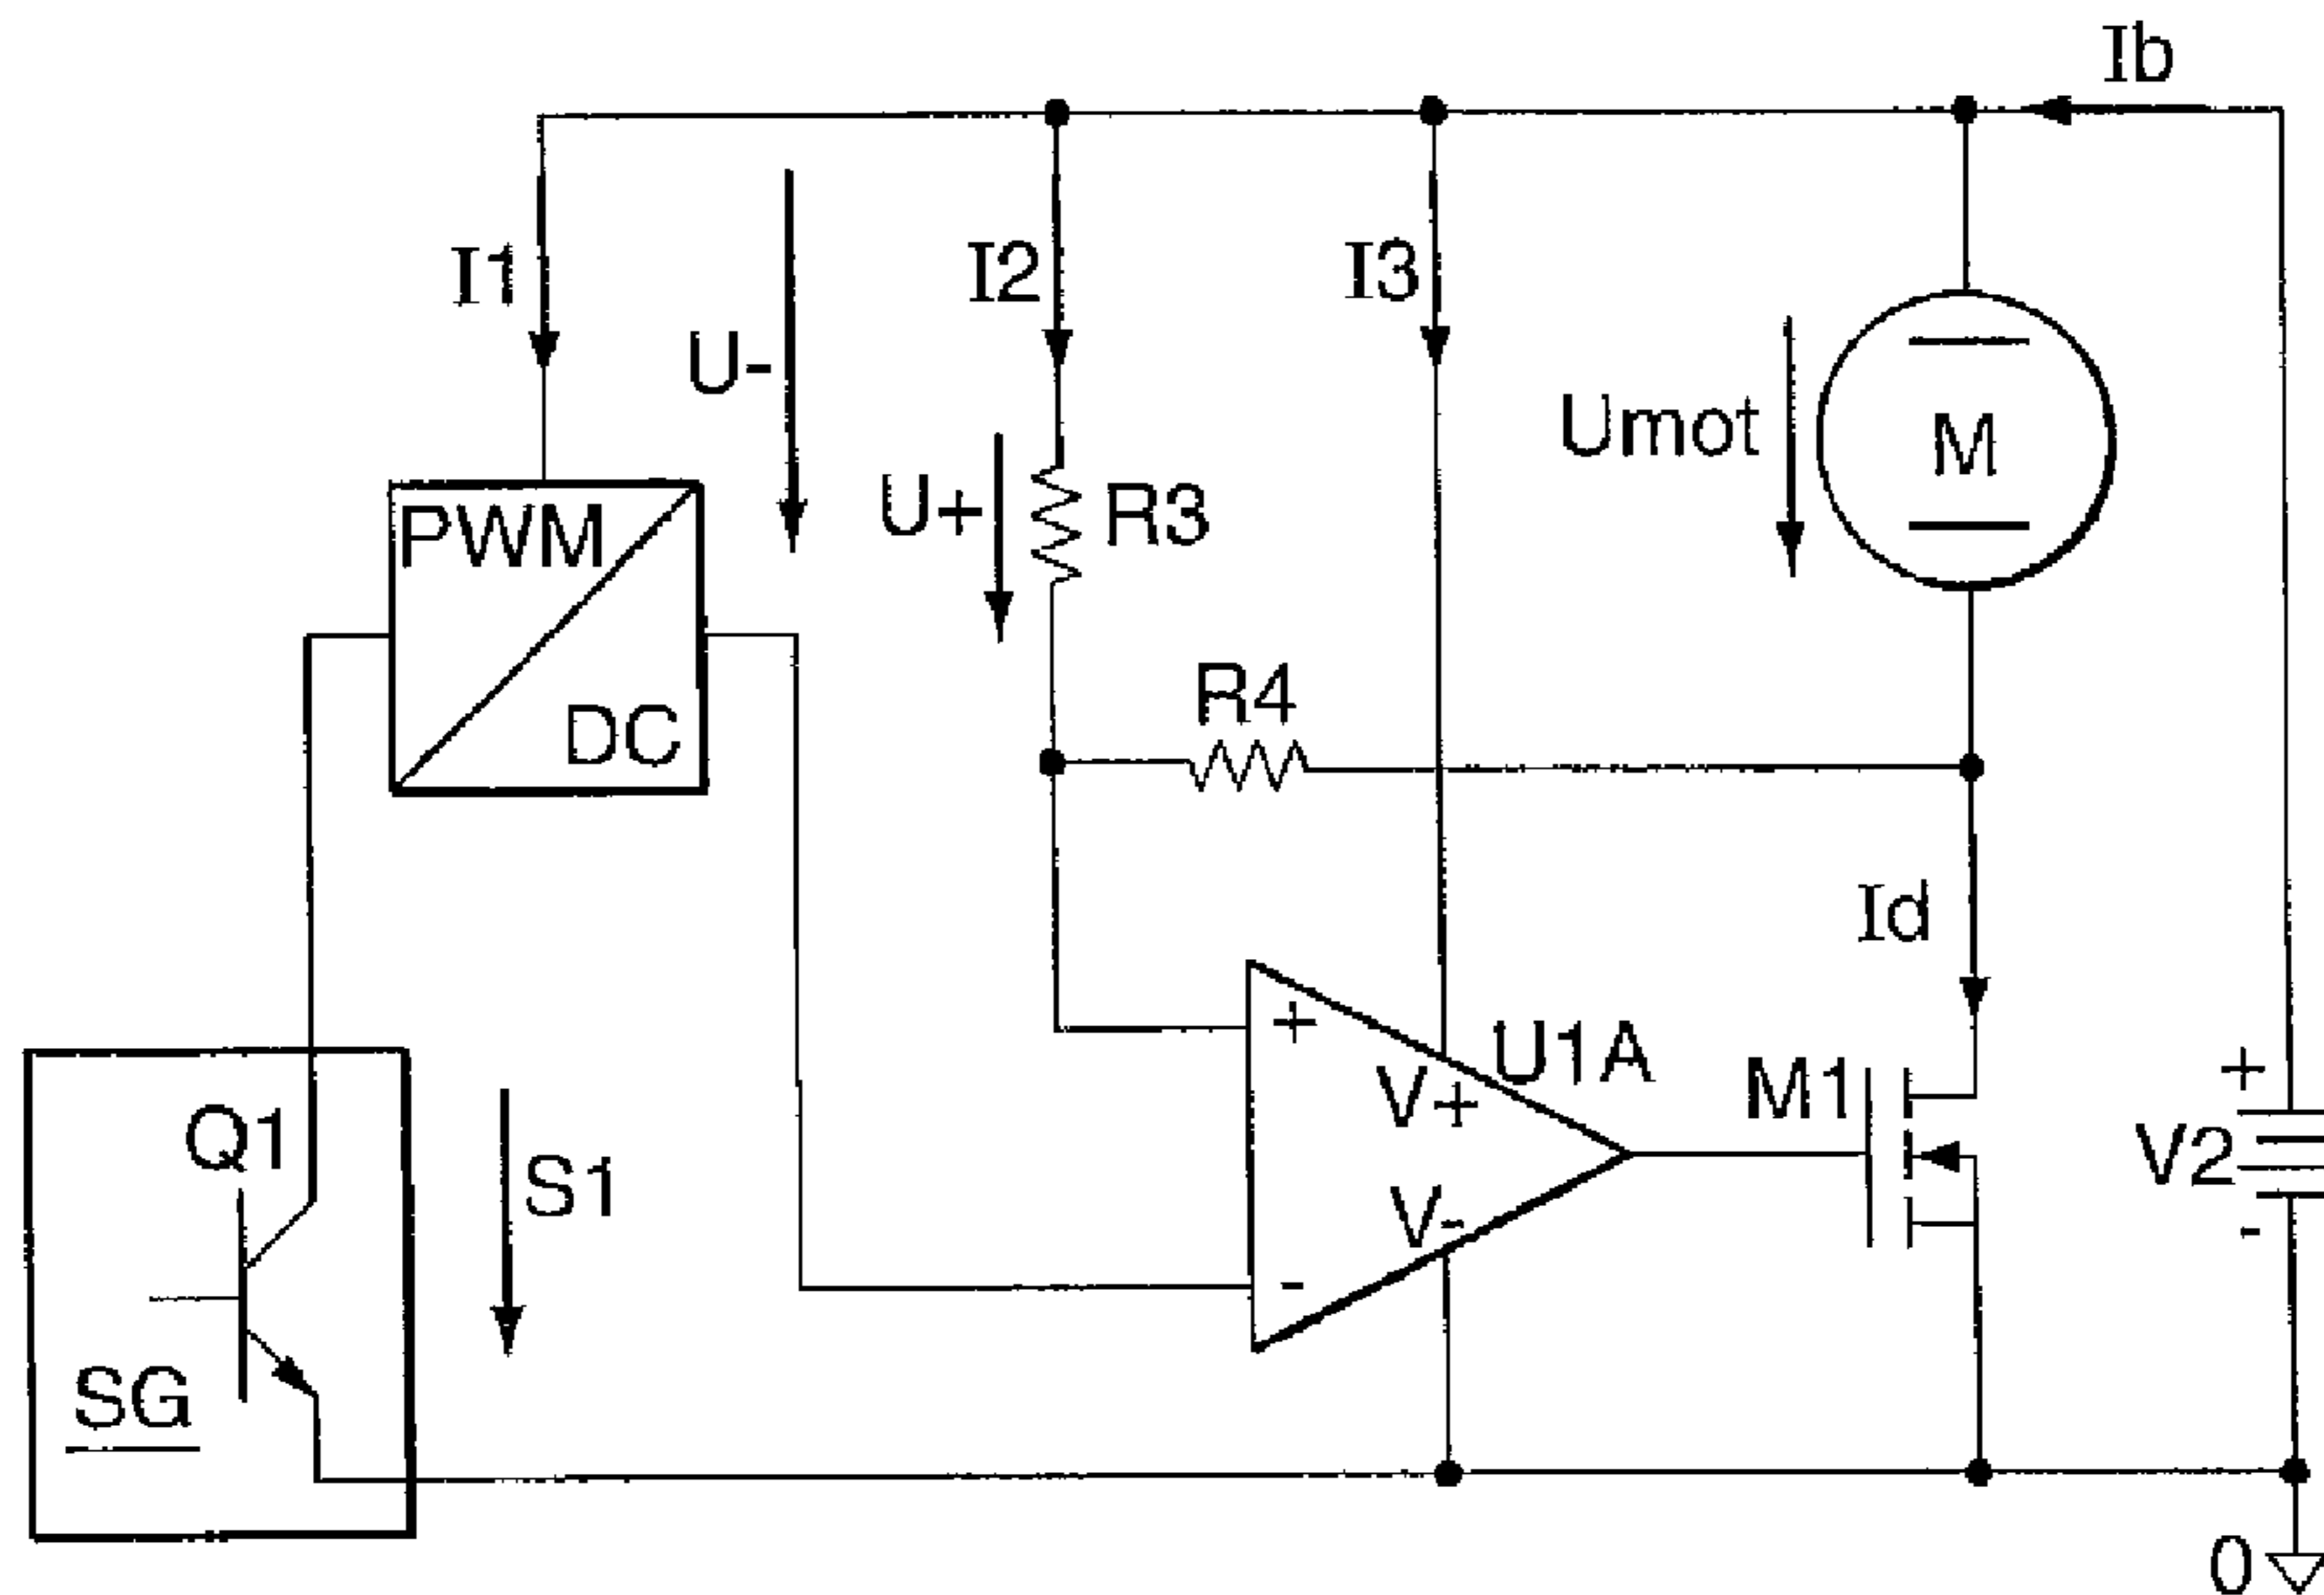 Ib
I1
I2
I3
U-
Umot
M
U+
R3
PWM
DC
R4
Id
+
U1A
V+
M1
+
Q1
S1
V2
V-
-
-
SG
0